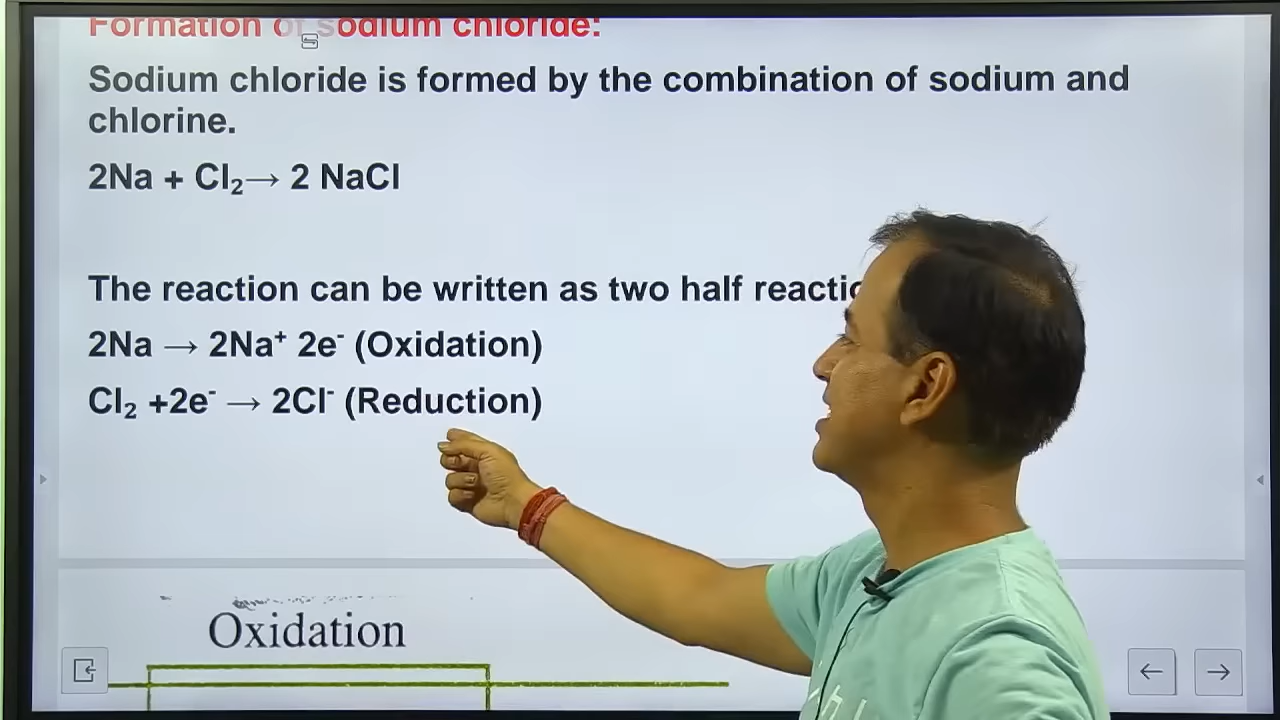 Formation of sodium chloride:
Sodium chloride is formed by the combination of sodium and
chlorine.
2Na + Cl₂→ 2 NaCl
The reaction can be written as two half reactio
2Na → 2Na⁺ 2e⁻ (Oxidation)
Cl₂ +2e⁻ → 2Cl⁻ (Reduction)
Oxidation